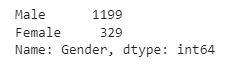 Male 1199
Female 329
Name: Gender, dtype: int64